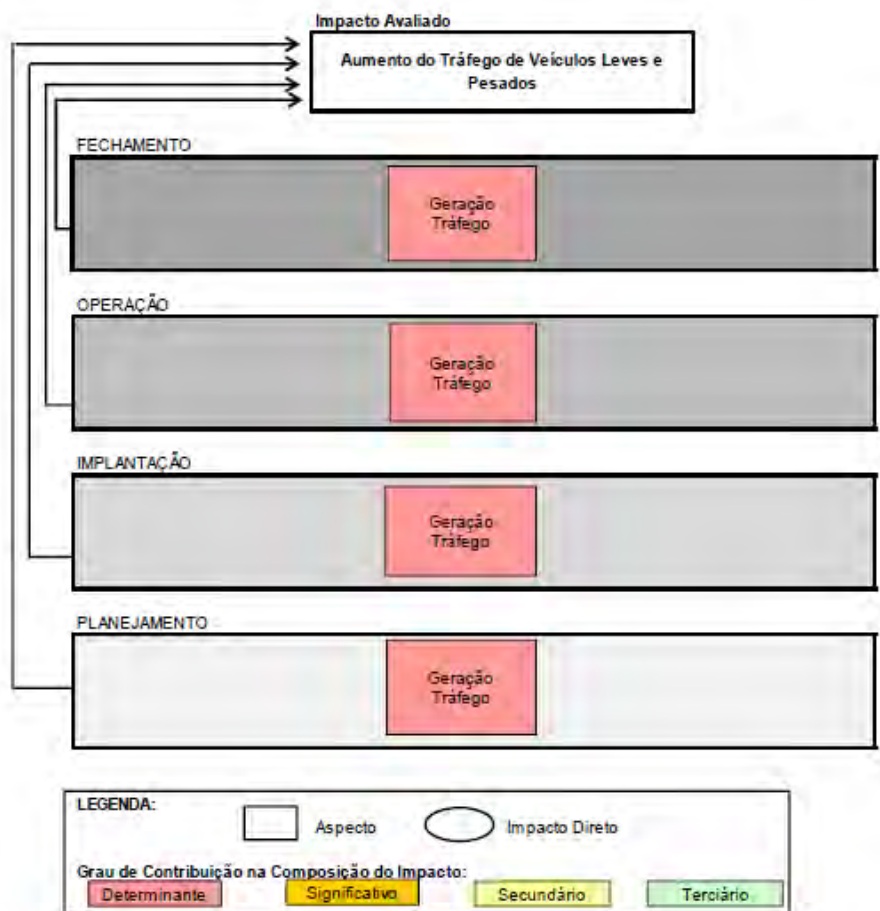 Impacto Avaliado
Aumento do Tráfego de Veículos Leves e
Pesados
FECHAMENTO
Geração
Tráfego
OPERAÇÃO
Geração
Tráfego
IMPLANTAÇÃO
Geração
Tráfego
PLANEJAMENTO
Geração
Tráfego
LEGENDA:
Aspecto
Impacto Direto
Grau de Contribuição na Composição do Impacto:
Determinante
Significativo
Secundário
Terciário